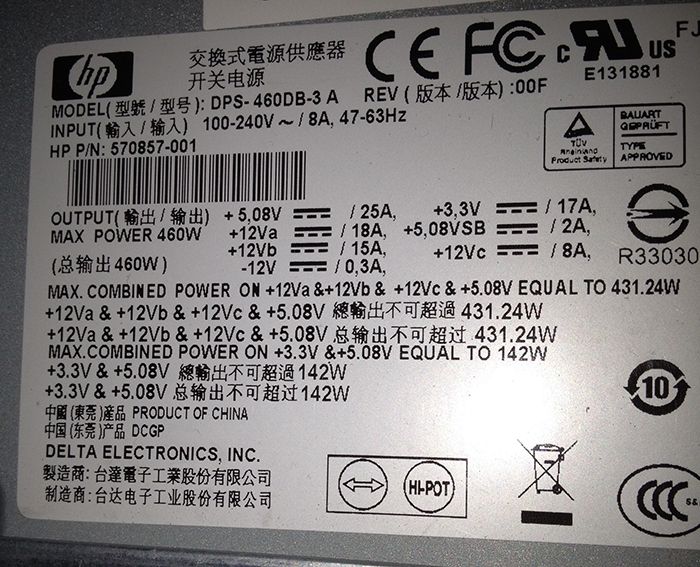 hp
交換式電源供應器
开关电源
CE FC c RU US
FJ
E131881
MODEL( 型號 / 型号): DPS- 460DB-3 A REV ( 版本 /版本) :00F
INPUT( 輸入 / 输入) 100-240V ~ / 8A, 47-63Hz
HP P/N: 570857-001
TÜV
Rheinland
Product Safety
BAUART
GEPRÜFT
TYPE
APPROVED
OUTPUT( 輸出 / 输出) + 5,08V / 25A, +3,3V / 17A,
MAX POWER 460W +12Va / 18A, +5,08VSB / 2A,
+12Vb / 15A, +12Vc / 8A,
(总输出460W) -12V / 0,3A,
R33030
MAX. COMBINED POWER ON +12Va &+12Vb & +12Vc & +5.08V EQUAL TO 431.24W
+12Va & +12Vb & +12Vc & +5.08V 總輸出不可超過 431.24W
+12Va & +12Vb & +12Vc & +5.08V 总输出不可超过 431.24W
MAX.COMBINED POWER ON +3.3V &+5.08V EQUAL TO 142W
+3.3V & +5.08V 總輸出不可超過 142W
+3.3V & +5.08V 总输出不可超过 142W
10
中國 (東莞)產品 PRODUCT OF CHINA
中国 (东莞)产品 DCGP
DELTA ELECTRONICS, INC.
製造商: 台達電子工業股份有限公司
制造商: 台达电子工业股份有限公司
HI-POT
CCC
S&